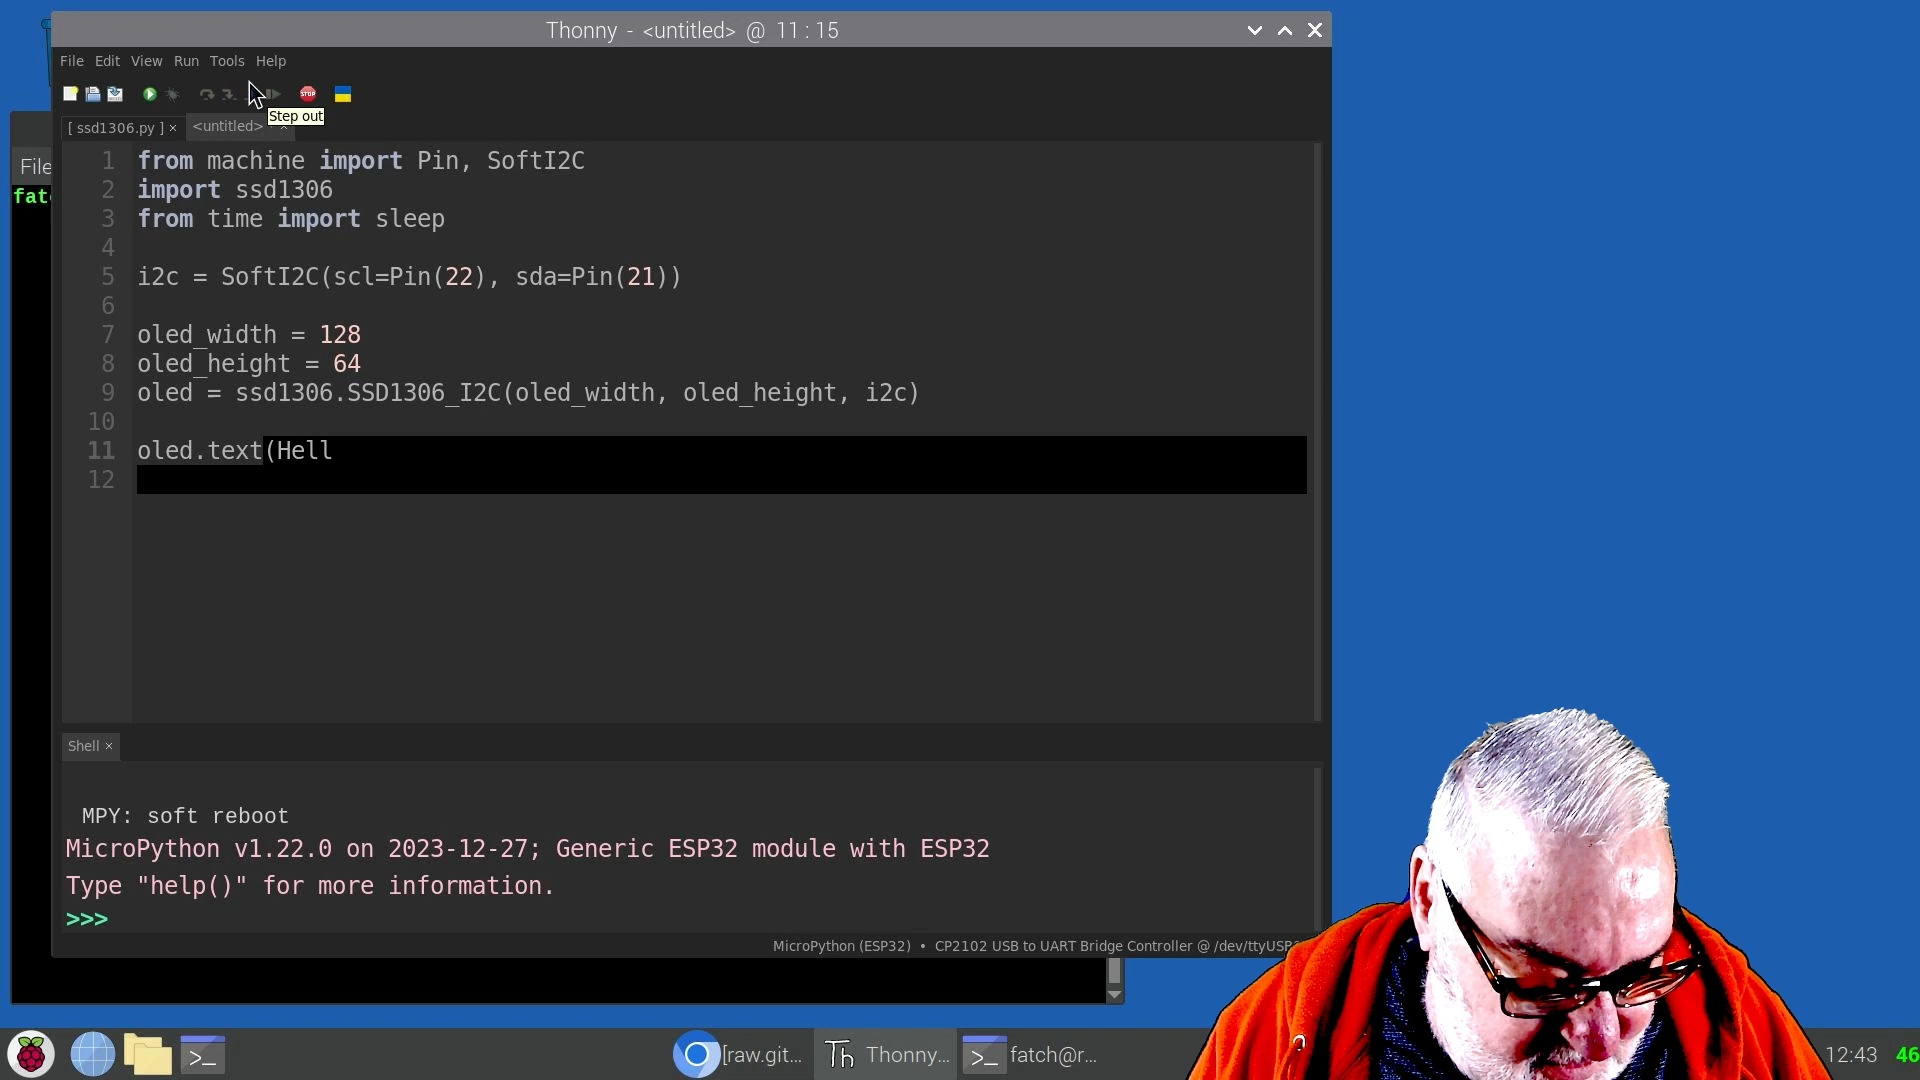 Thonny - <untitled> @ 11 : 15
File Edit View Run Tools Help
STOP
Step out
[ ssd1306.py ] × <untitled> ×
File
1 from machine import Pin, SoftI2C
2 import ssd1306
3 from time import sleep
4
5 i2c = SoftI2C(scl=Pin(22), sda=Pin(21))
6
7 oled_width = 128
8 oled_height = 64
9 oled = ssd1306.SSD1306_I2C(oled_width, oled_height, i2c)
10
11 oled.text(Hell
12
Shell ×
MPY: soft reboot
MicroPython v1.22.0 on 2023-12-27; Generic ESP32 module with ESP32
Type "help()" for more information.
>>>
MicroPython (ESP32) • CP2102 USB to UART Bridge Controller @
[raw.git... Thonny... fatch@r... 12:43 46